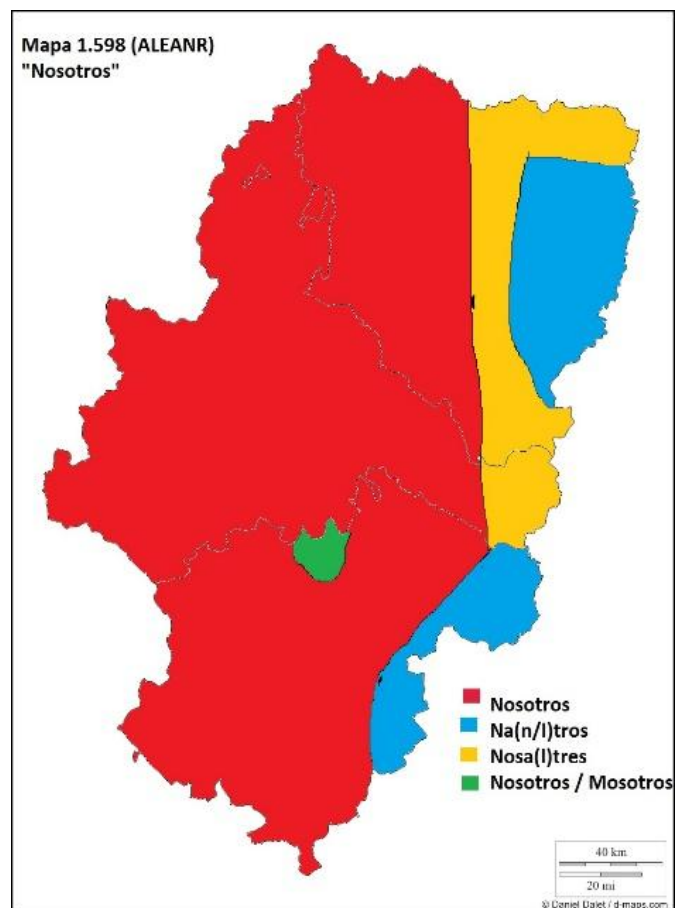 Mapa 1.598 (ALEANR)
"Nosotros"
Nosotros
Na(n/l)tros
Nosa(l)tres
Nosotros / Mosotros
40 km
20 mi
© Daniel Dalet / d-maps.com